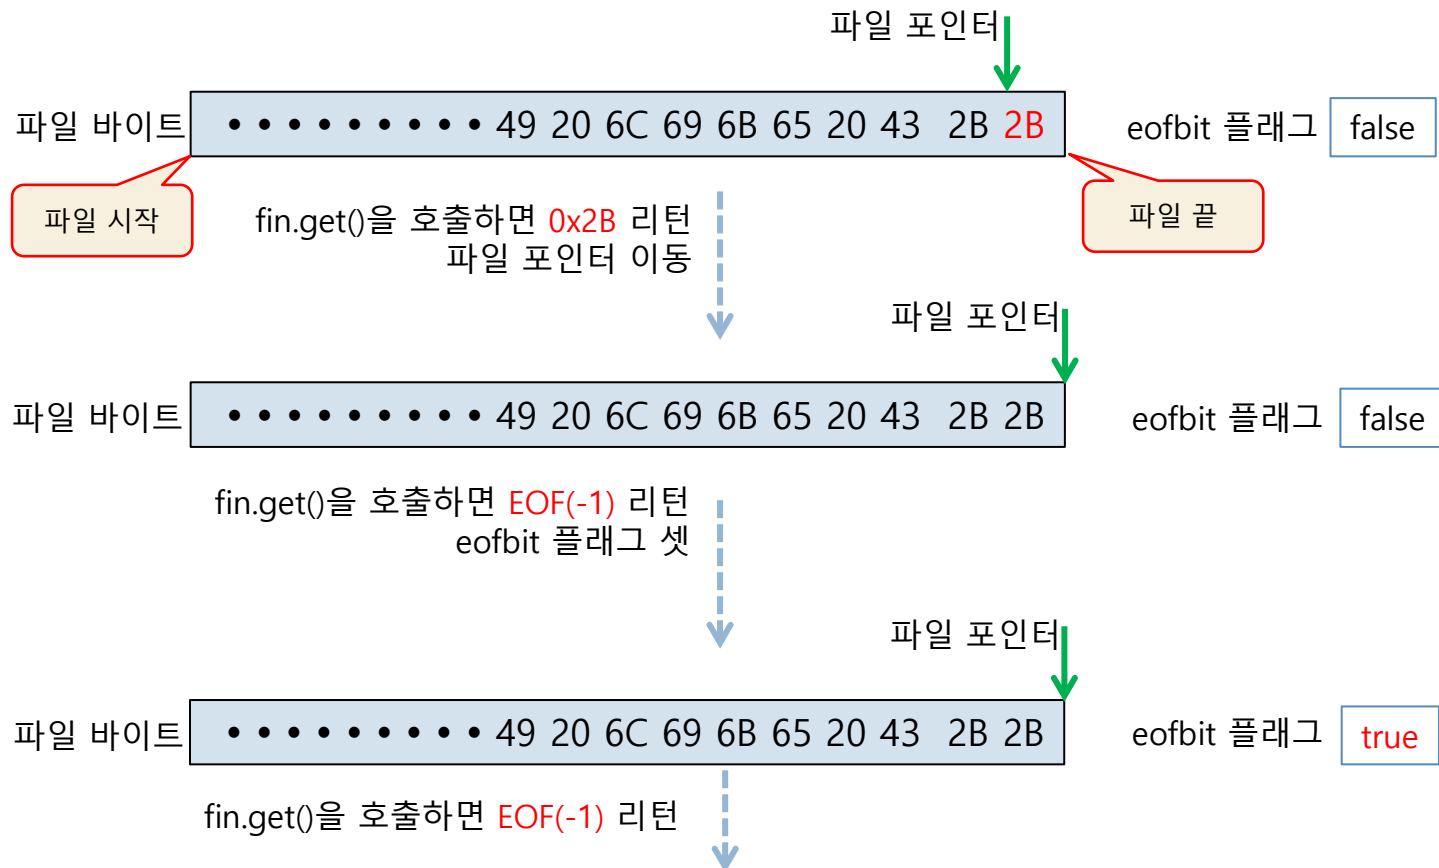 파일 포인터
파일 바이트 • • • • • • • • • 49 20 6C 69 6B 65 20 43 2B 2B eofbit 플래그 false
파일 시작
파일 끝
fin.get()을 호출하면 0x2B 리턴
파일 포인터 이동
파일 포인터
파일 바이트 • • • • • • • • • 49 20 6C 69 6B 65 20 43 2B 2B eofbit 플래그 false
fin.get()을 호출하면 EOF(-1) 리턴
eofbit 플래그 셋
파일 포인터
파일 바이트 • • • • • • • • • 49 20 6C 69 6B 65 20 43 2B 2B eofbit 플래그 true
fin.get()을 호출하면 EOF(-1) 리턴